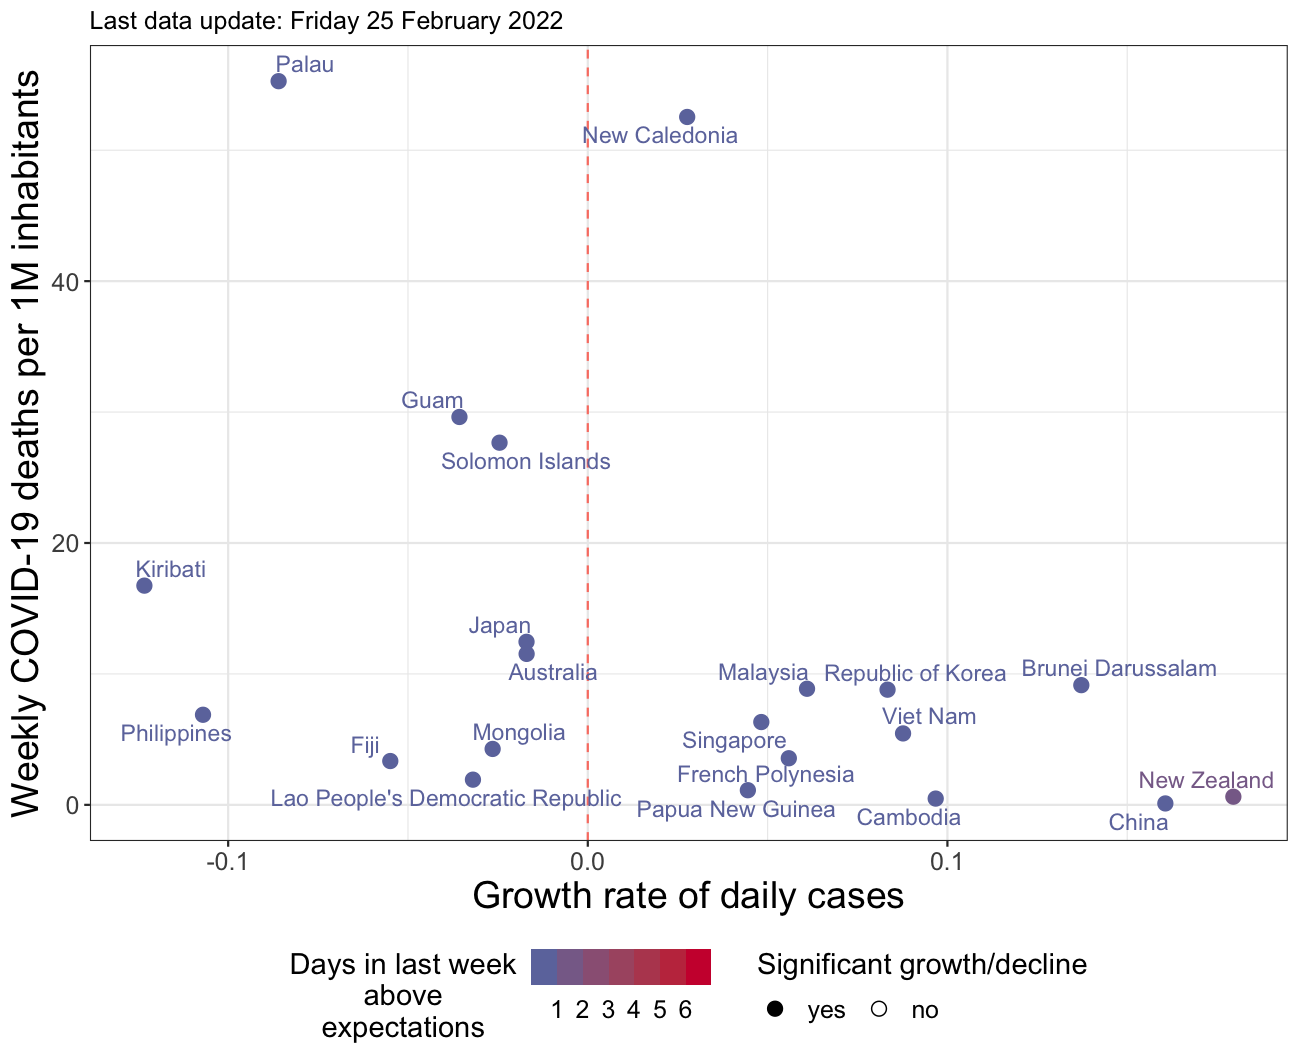 Last data update: Friday 25 February 2022
Weekly COVID-19 deaths per 1M inhabitants
40
20
0
Palau
New Caledonia
Guam
Solomon Islands
Kiribati
Japan
Australia
Malaysia
Republic of Korea
Brunei Darussalam
Philippines
Fiji
Mongolia
Singapore
Viet Nam
Lao People's Democratic Republic
French Polynesia
Papua New Guinea
Cambodia
New Zealand
China
-0.1
0.0
0.1
Growth rate of daily cases
Days in last week
above
expectations
1 2 3 4 5 6
Significant growth/decline
yes no